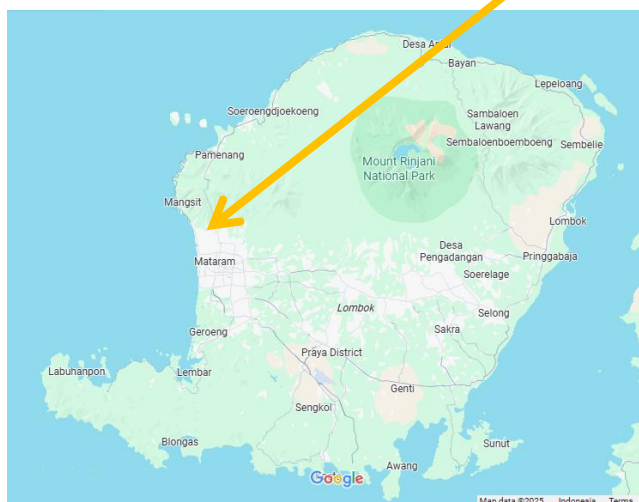 Desa Anyar
Bayan
Lepeloang
Soeroengdjoekoeng
Sambaloen
Lawang
Sembaloenboemboeng
Sembelie
Pamenang
Mount Rinjani
National Park
Mangsit
Lombok
Mataram
Desa
Pengadangan
Pringgabaja
Soerelage
Lombok
Selong
Geroeng
Sakra
Praya District
Labuhanpon
Lembar
Genti
Sengkol
Blongas
Sunut
Awang
Google
Map data ©2025
Indonesia
Terms